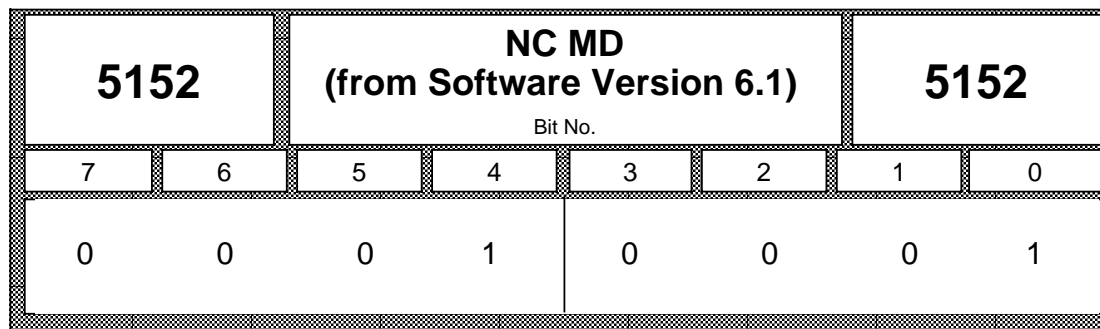 5152
NC MD
(from Software Version 6.1)
Bit No.
5152
7 6 5 4 3 2 1 0
0 0 0 1 0 0 0 1